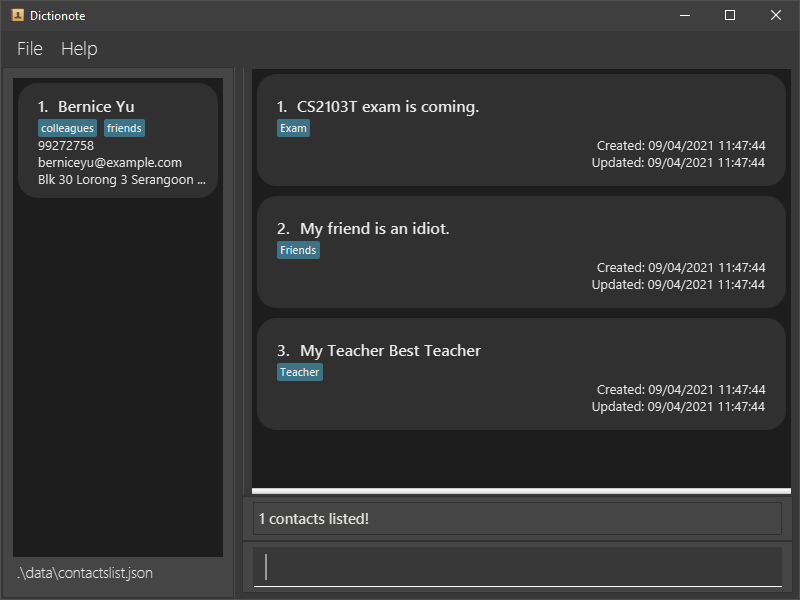 Dictionote
File Help
1. Bernice Yu
colleagues friends
99272758
berniceyu@example.com
Blk 30 Lorong 3 Serangoon ...
.\data\contactslist.json
1. CS2103T exam is coming.
Exam
Created: 09/04/2021 11:47:44
Updated: 09/04/2021 11:47:44
2. My friend is an idiot.
Friends
Created: 09/04/2021 11:47:44
Updated: 09/04/2021 11:47:44
3. My Teacher Best Teacher
Teacher
Created: 09/04/2021 11:47:44
Updated: 09/04/2021 11:47:44
1 contacts listed!